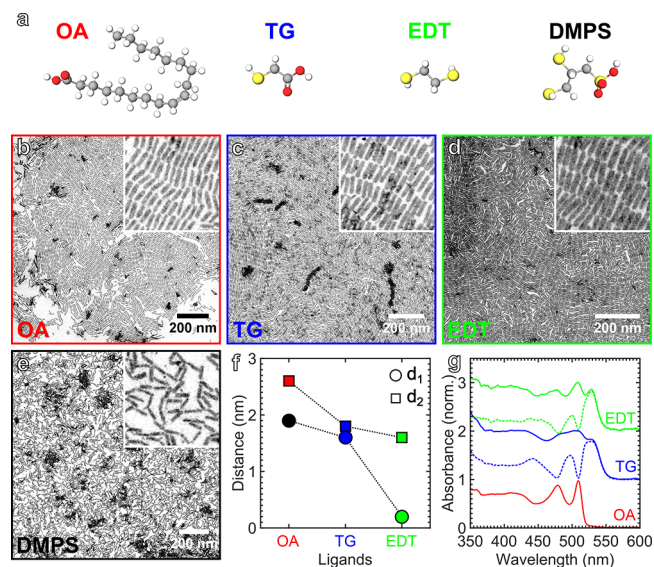 a
OA
TG
EDT
DMPS
b
OA
200 nm
c
TG
200 nm
d
EDT
200 nm
e
DMPS
200 nm
f
d₁
d₂
3
2
1
0
Distance (nm)
OA
TG
EDT
Ligands
g
EDT
TG
OA
3
2
1
0
Absorbance (norm.)
350
400
450
500
550
600
Wavelength (nm)